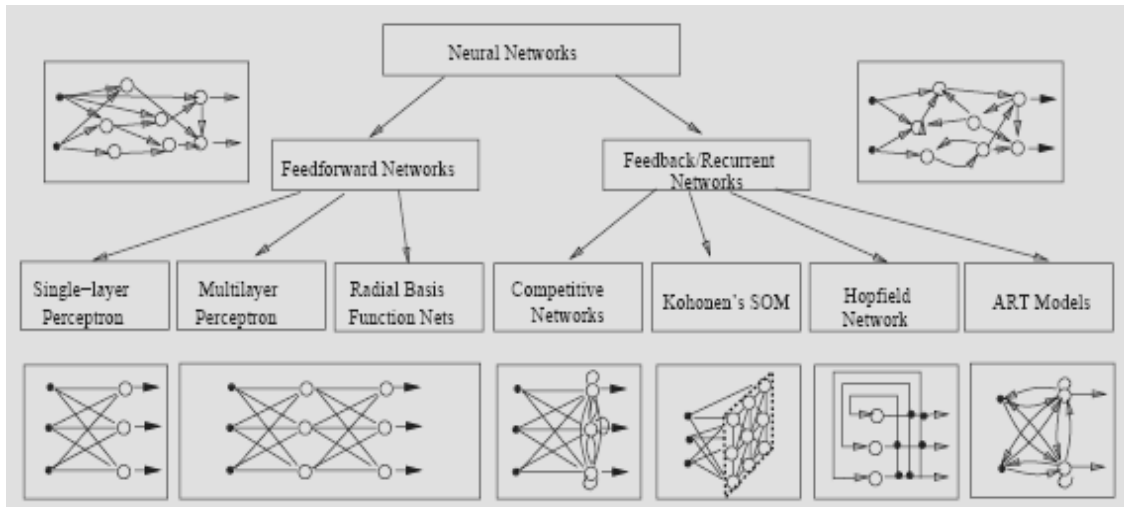 Neural Networks
Feedforward Networks
Feedback/Recurrent
Networks
Single-layer
Perceptron
Multilayer
Perceptron
Radial Basis
Function Nets
Competitive
Networks
Kohonen's SOM
Hopfield
Network
ART Models